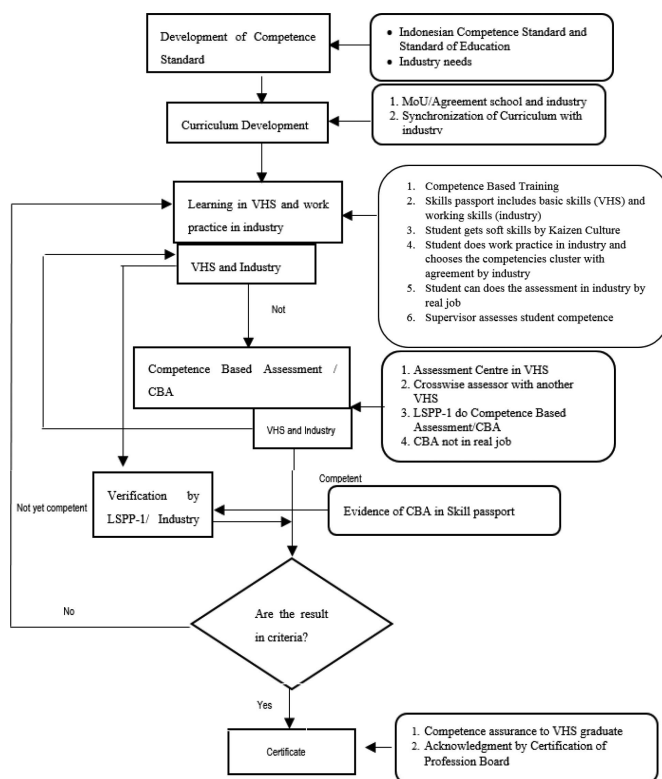 Development of Competence
Standard
● Indonesian Competence Standard and
Standard of Education
● Industry needs
Curriculum Development
1. MoU/Agreement school and industry
2. Synchronization of Curriculum with
industry
Learning in VHS and work
practice in industry
VHS and Industry
1. Competence Based Training
2. Skills passport includes basic skills (VHS) and
working skills (industry)
3. Student gets soft skills by Kaizen Culture
4. Student does work practice in industry and
chooses the competencies cluster with
agreement by industry
5. Student can does the assessment in industry by
real job
6. Supervisor assesses student competence
Not
Competence Based Assessment /
CBA
VHS and Industry
1. Assessment Centre in VHS
2. Crosswise assessor with another
VHS
3. LSPP-1 do Competence Based
Assessment/CBA
4. CBA not in real job
Not yet competent
Verification by
LSPP-1/ Industry
Competent
Evidence of CBA in Skill passport
No
Are the result
in criteria?
Yes
Certificate
1. Competence assurance to VHS graduate
2. Acknowledgment by Certification of
Profession Board